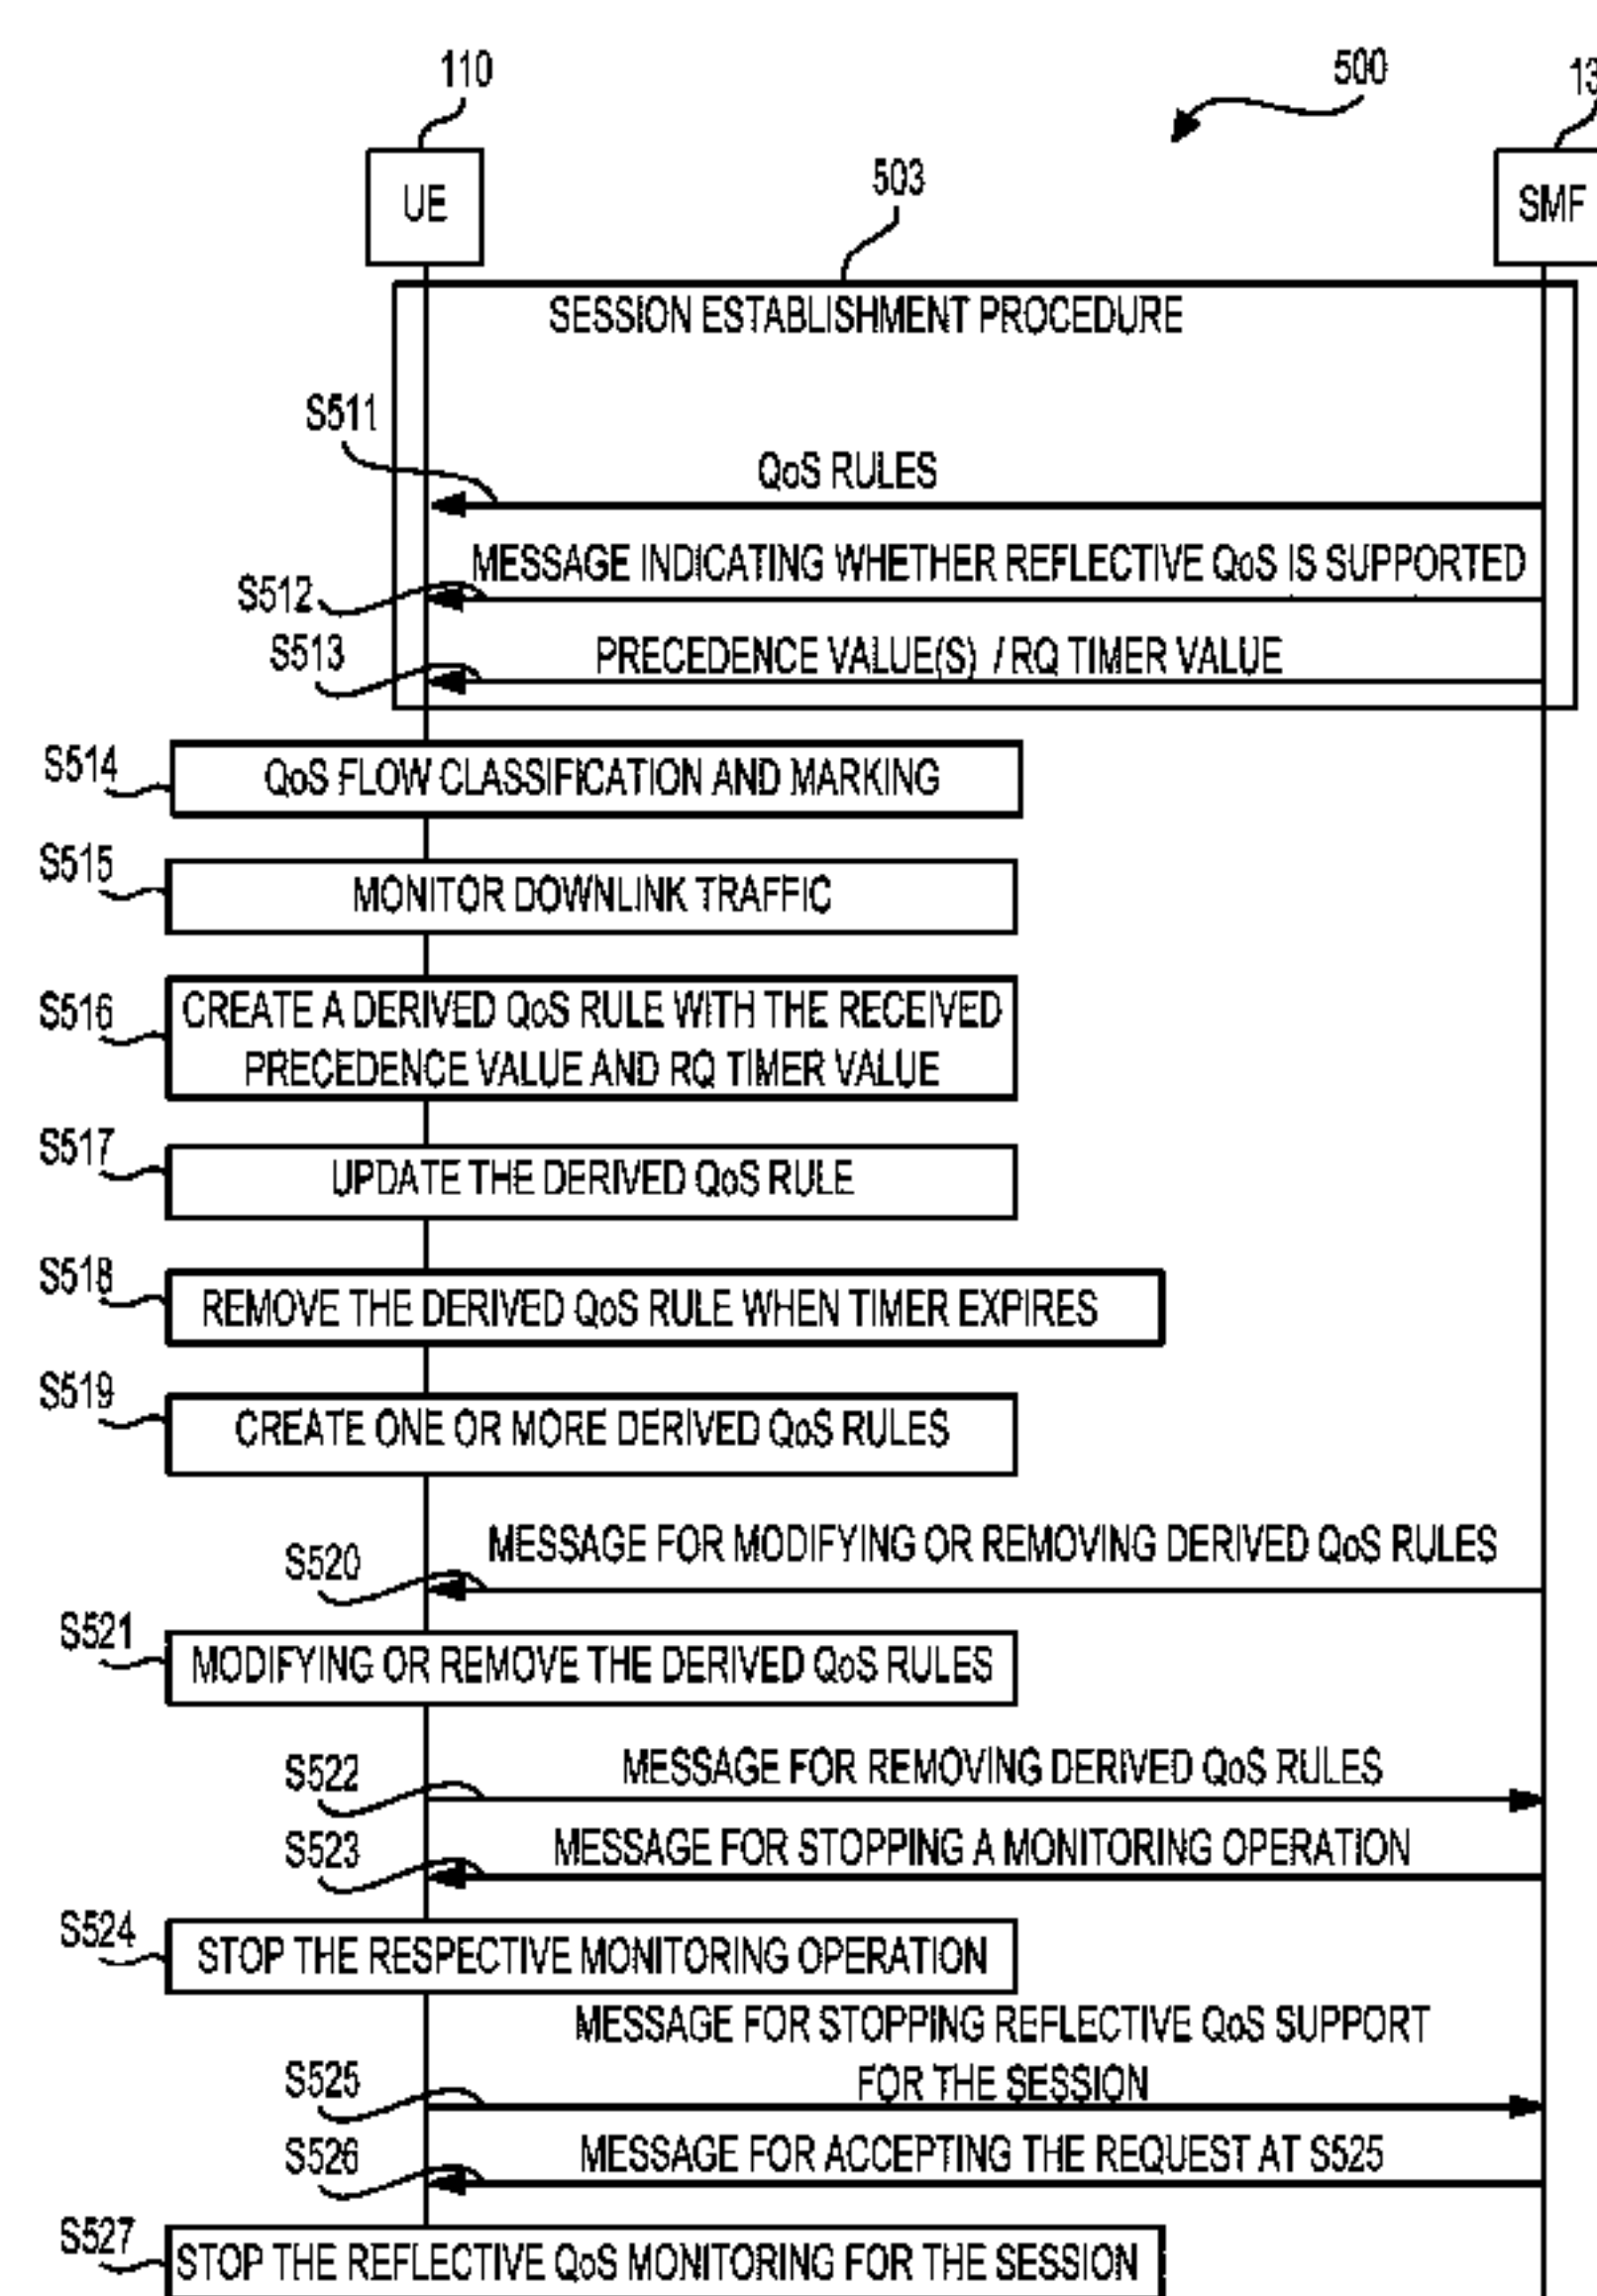 110
500
13
503
UE
SMF
SESSION ESTABLISHMENT PROCEDURE
S511
QoS RULES
MESSAGE INDICATING WHETHER REFLECTIVE QoS IS SUPPORTED
S512
S513
PRECEDENCE VALUE(S) / RQ TIMER VALUE
S514
QoS FLOW CLASSIFICATION AND MARKING
S515
MONITOR DOWNLINK TRAFFIC
S516
CREATE A DERIVED QoS RULE WITH THE RECEIVED
PRECEDENCE VALUE AND RQ TIMER VALUE
S517
UPDATE THE DERIVED QoS RULE
S518
REMOVE THE DERIVED QoS RULE WHEN TIMER EXPIRES
S519
CREATE ONE OR MORE DERIVED QoS RULES
MESSAGE FOR MODIFYING OR REMOVING DERIVED QoS RULES
S520
S521
MODIFYING OR REMOVE THE DERIVED QoS RULES
S522
MESSAGE FOR REMOVING DERIVED QoS RULES
S523
MESSAGE FOR STOPPING A MONITORING OPERATION
S524
STOP THE RESPECTIVE MONITORING OPERATION
MESSAGE FOR STOPPING REFLECTIVE QoS SUPPORT
FOR THE SESSION
S525
S526
MESSAGE FOR ACCEPTING THE REQUEST AT S525
S527
STOP THE REFLECTIVE QoS MONITORING FOR THE SESSION